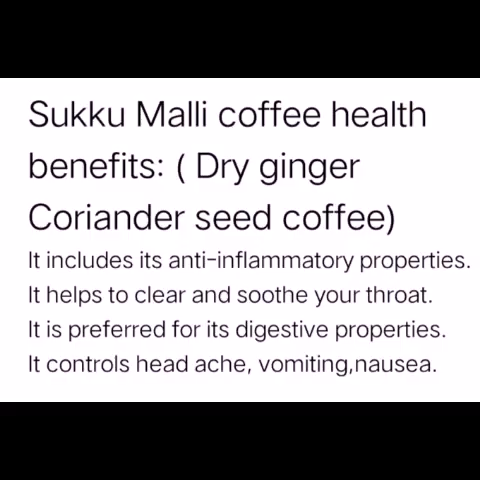 Sukku Malli coffee health
benefits: ( Dry ginger
Coriander seed coffee)
It includes its anti-inflammatory properties.
It helps to clear and soothe your throat.
It is preferred for its digestive properties.
It controls head ache, vomiting,nausea.